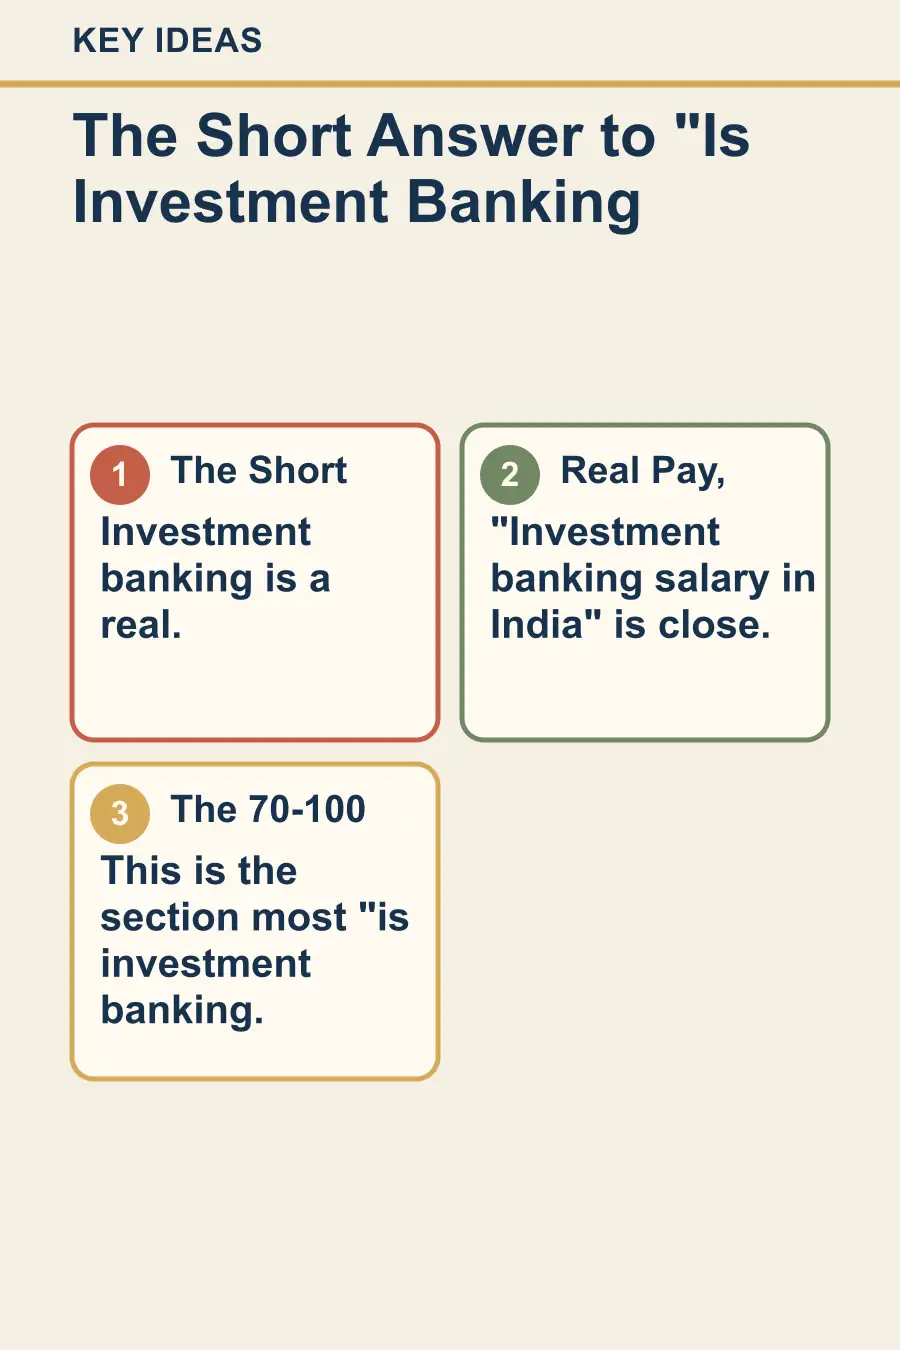 KEY IDEAS
The Short Answer to "Is
Investment Banking
1 The Short
Investment
banking is a
real.
2 Real Pay,
"Investment
banking salary in
India" is close.
3 The 70-100
This is the
section most "is
investment
banking.